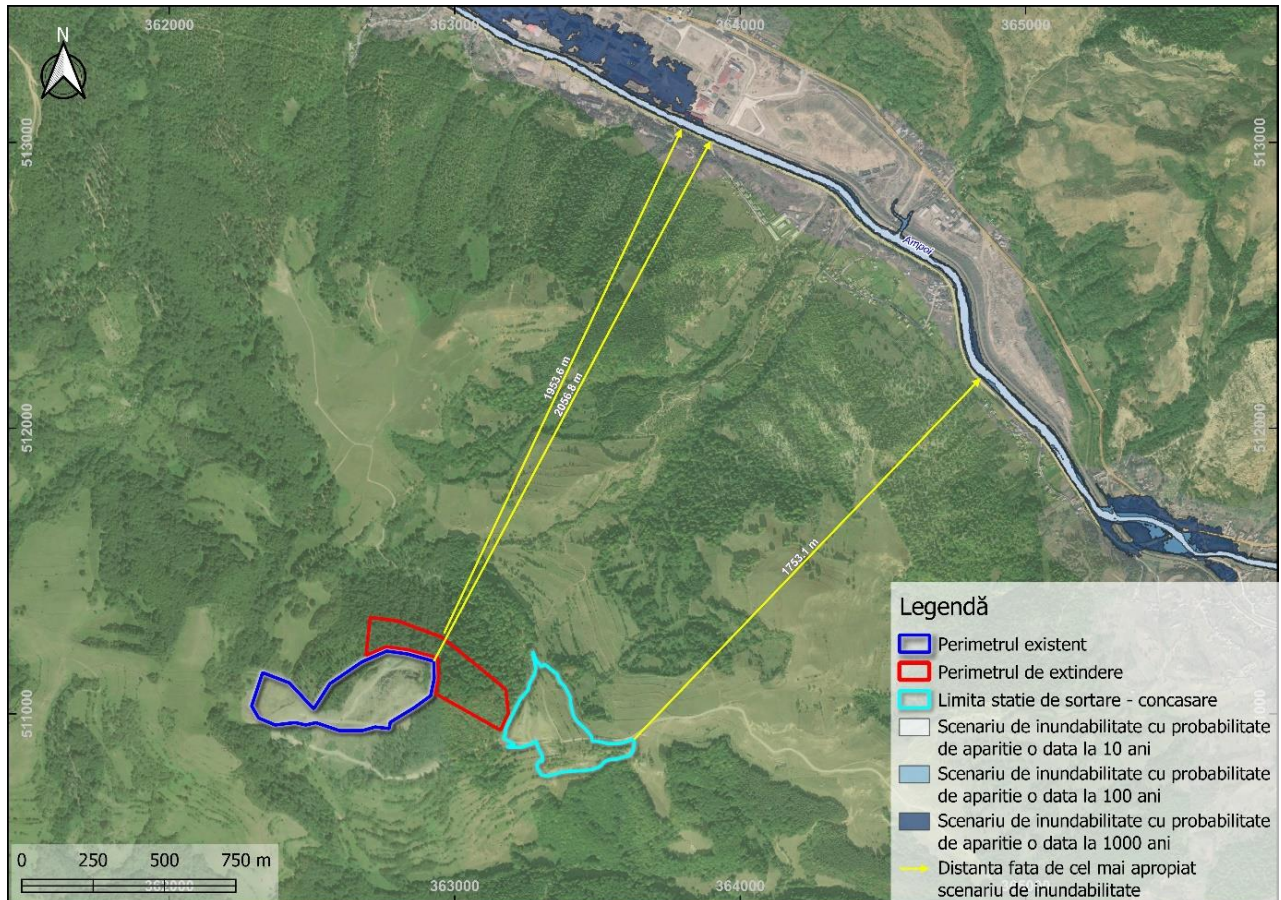 362000
363000
364000
365000
N
513000
513000
Ampoi
512000
512000
1953.6 m
2056.8 m
1753.1 m
511000
Legendă
Perimetrul existent
Perimetrul de extindere
Limita statie de sortare - concasare
Scenariu de inundabilitate cu probabilitate
de aparitie o data la 10 ani
Scenariu de inundabilitate cu probabilitate
de aparitie o data la 100 ani
Scenariu de inundabilitate cu probabilitate
de aparitie o data la 1000 ani
Distanta fata de cel mai apropiat
scenariu de inundabilitate
0 250 500 750 m
362000
363000
364000